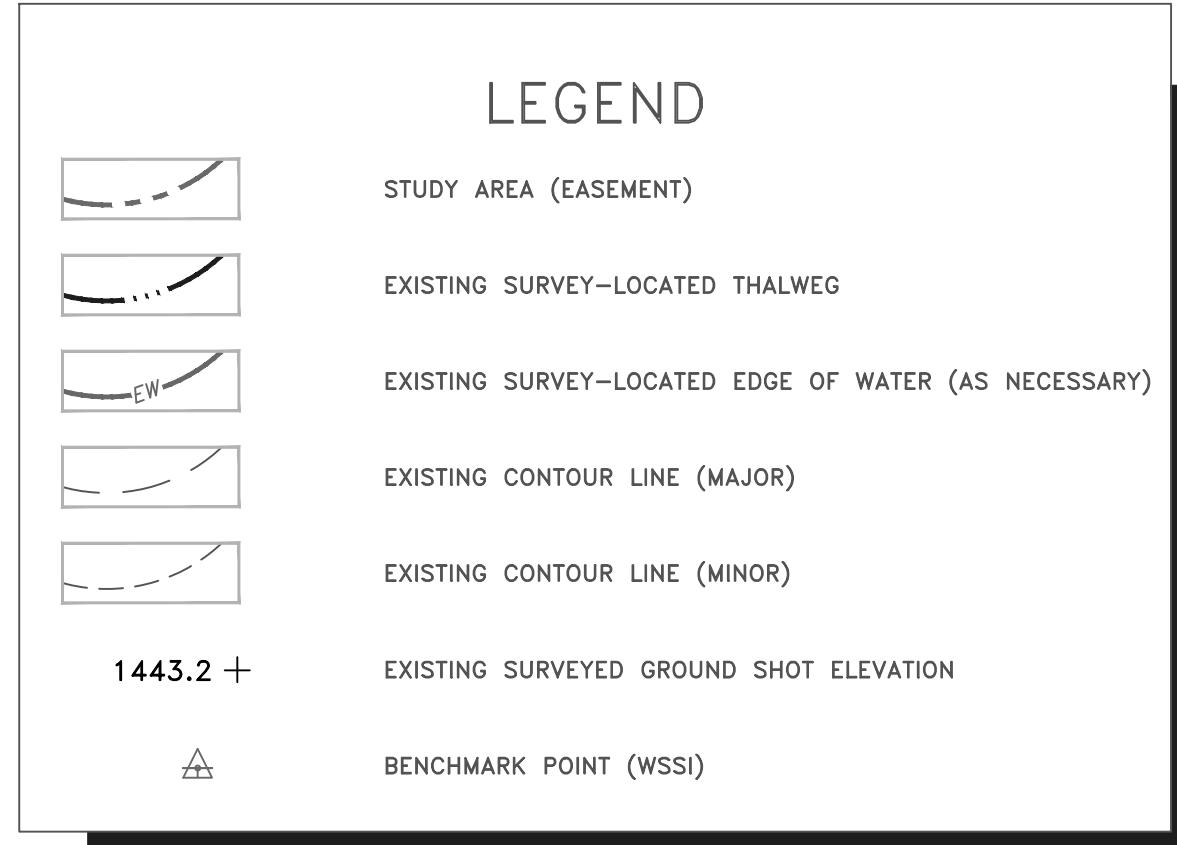 LEGEND
STUDY AREA (EASEMENT)
EXISTING SURVEY-LOCATED THALWEG
EW EXISTING SURVEY-LOCATED EDGE OF WATER (AS NECESSARY)
EXISTING CONTOUR LINE (MAJOR)
EXISTING CONTOUR LINE (MINOR)
1443.2 EXISTING SURVEYED GROUND SHOT ELEVATION
BENCHMARK POINT (WSSI)